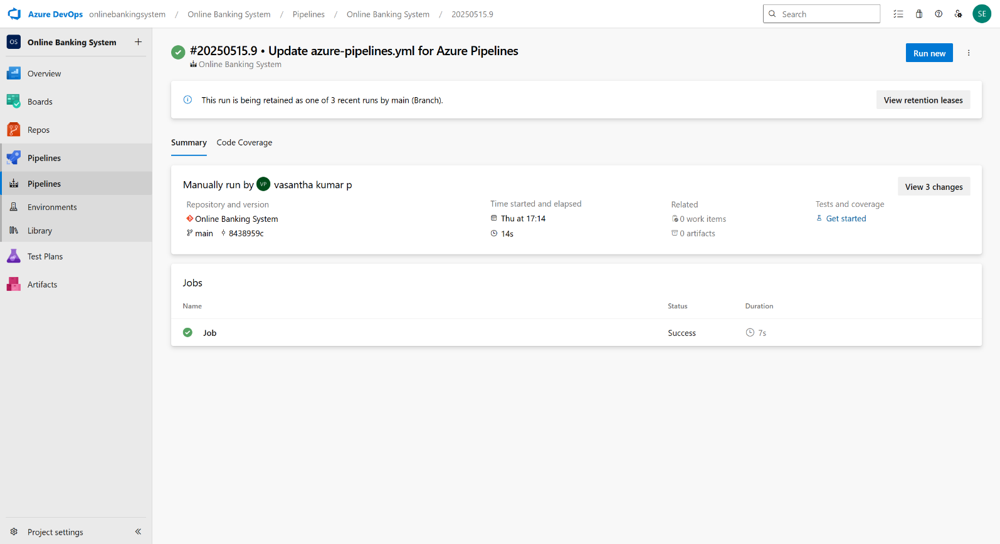 Azure DevOps onlinebankingsystem / Online Banking System / Pipelines / Online Banking System / 20250515.9
Search
SE
OS Online Banking System
Overview
Boards
Repos
Pipelines
Pipelines
Environments
Library
Test Plans
Artifacts
Project settings
#20250515.9 • Update azure-pipelines.yml for Azure Pipelines
Online Banking System
Run new
This run is being retained as one of 3 recent runs by main (Branch).
View retention leases
Summary Code Coverage
Manually run by VP vasantha kumar p
View 3 changes
Repository and version
Online Banking System
main 8438959c
Time started and elapsed
Thu at 17:14
14s
Related
0 work items
0 artifacts
Tests and coverage
Get started
Jobs
Name Status Duration
Job Success 7s